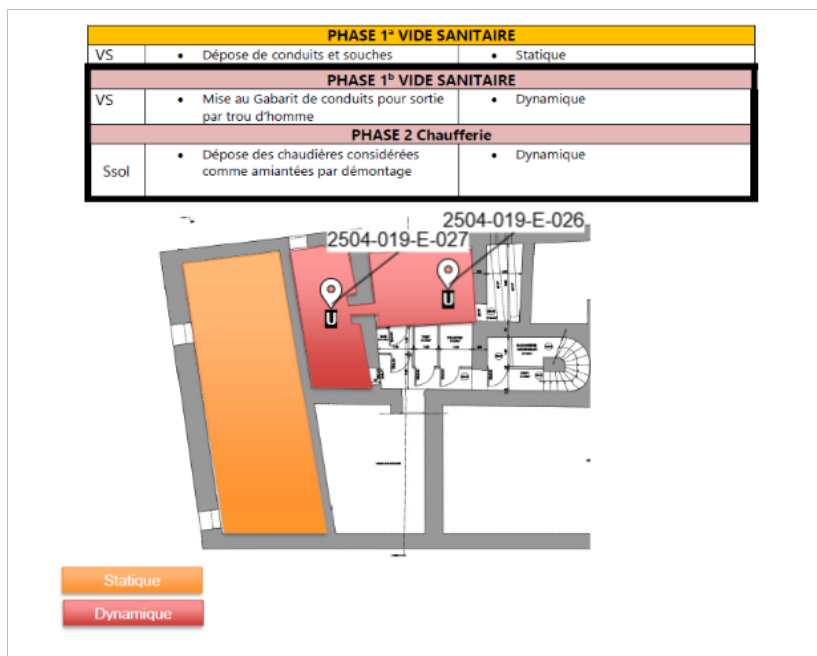 PHASE 1ª VIDE SANITAIRE
VS • Dépose de conduits et souches • Statique
PHASE 1ᵇ VIDE SANITAIRE
VS • Mise au Gabarit de conduits pour sortie • Dynamique
par trou d'homme
PHASE 2 Chaufferie
Ssol • Dépose des chaudières considérées • Dynamique
comme amiantées par démontage
2504-019-E-026
2504-019-E-027
U
U
Statique
Dynamique